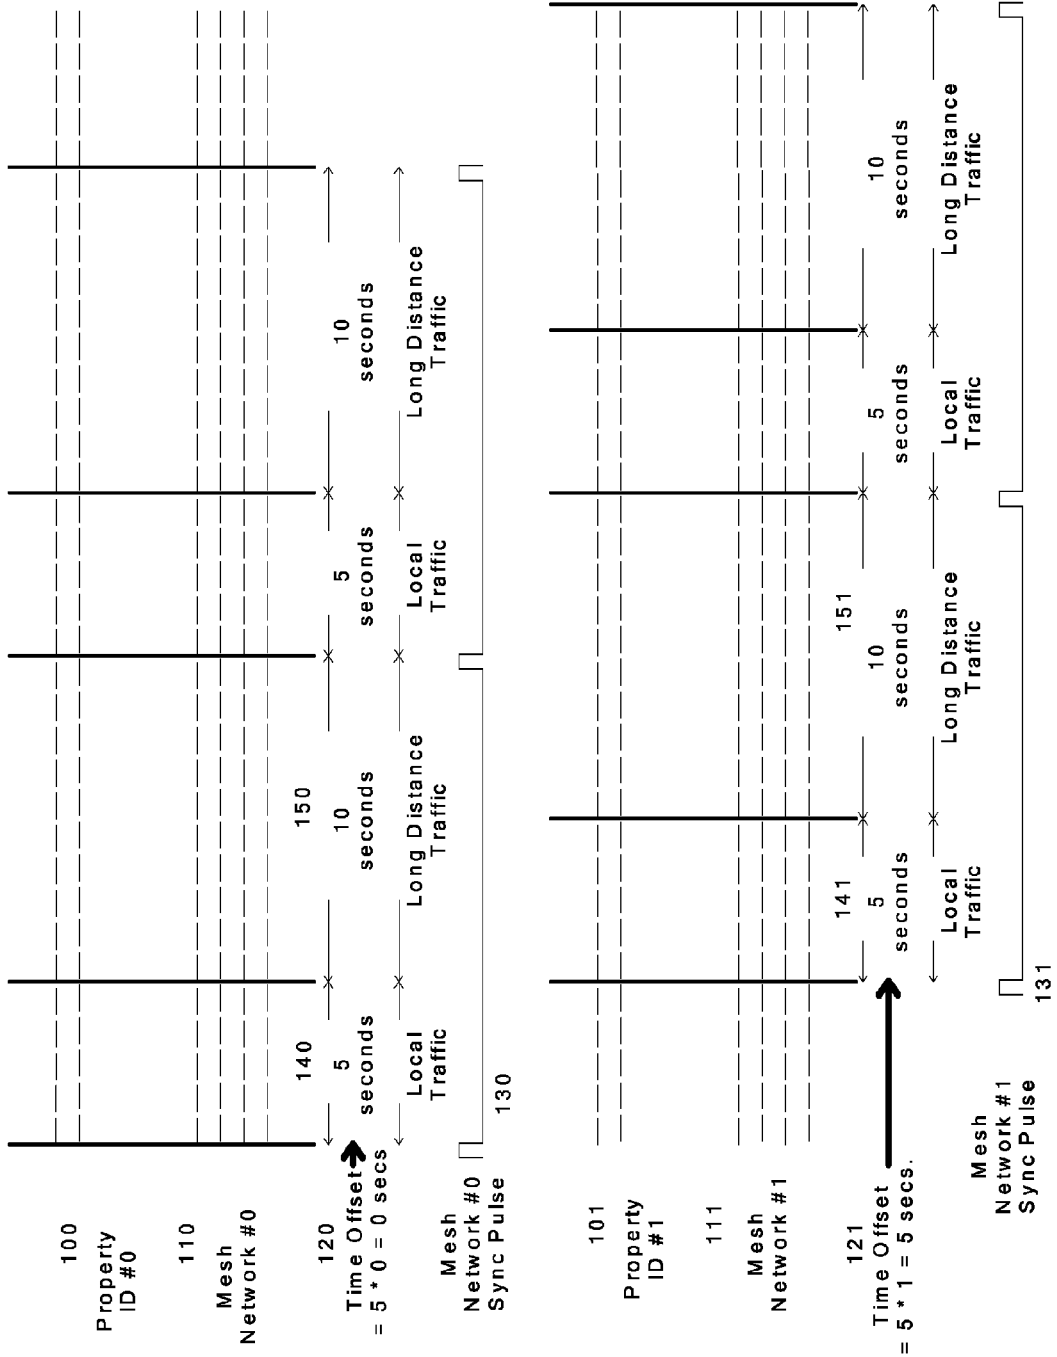 100
Property
ID #0
110
Mesh
Network #0
120
Time Offset
= 5 * 0 = 0 secs
Mesh
Network #0
Sync Pulse
130
140
5
seconds
Local
Traffic
150
10
seconds
Long Distance
Traffic
5
seconds
Local
Traffic
10
seconds
Long Distance
Traffic
101
Property
ID #1
111
Mesh
Network #1
121
Time Offset
= 5 * 1 = 5 secs.
Mesh
Network #1
Sync Pulse
131
141
5
seconds
Local
Traffic
151
10
seconds
Long Distance
Traffic
5
seconds
Local
Traffic
10
seconds
Long Distance
Traffic